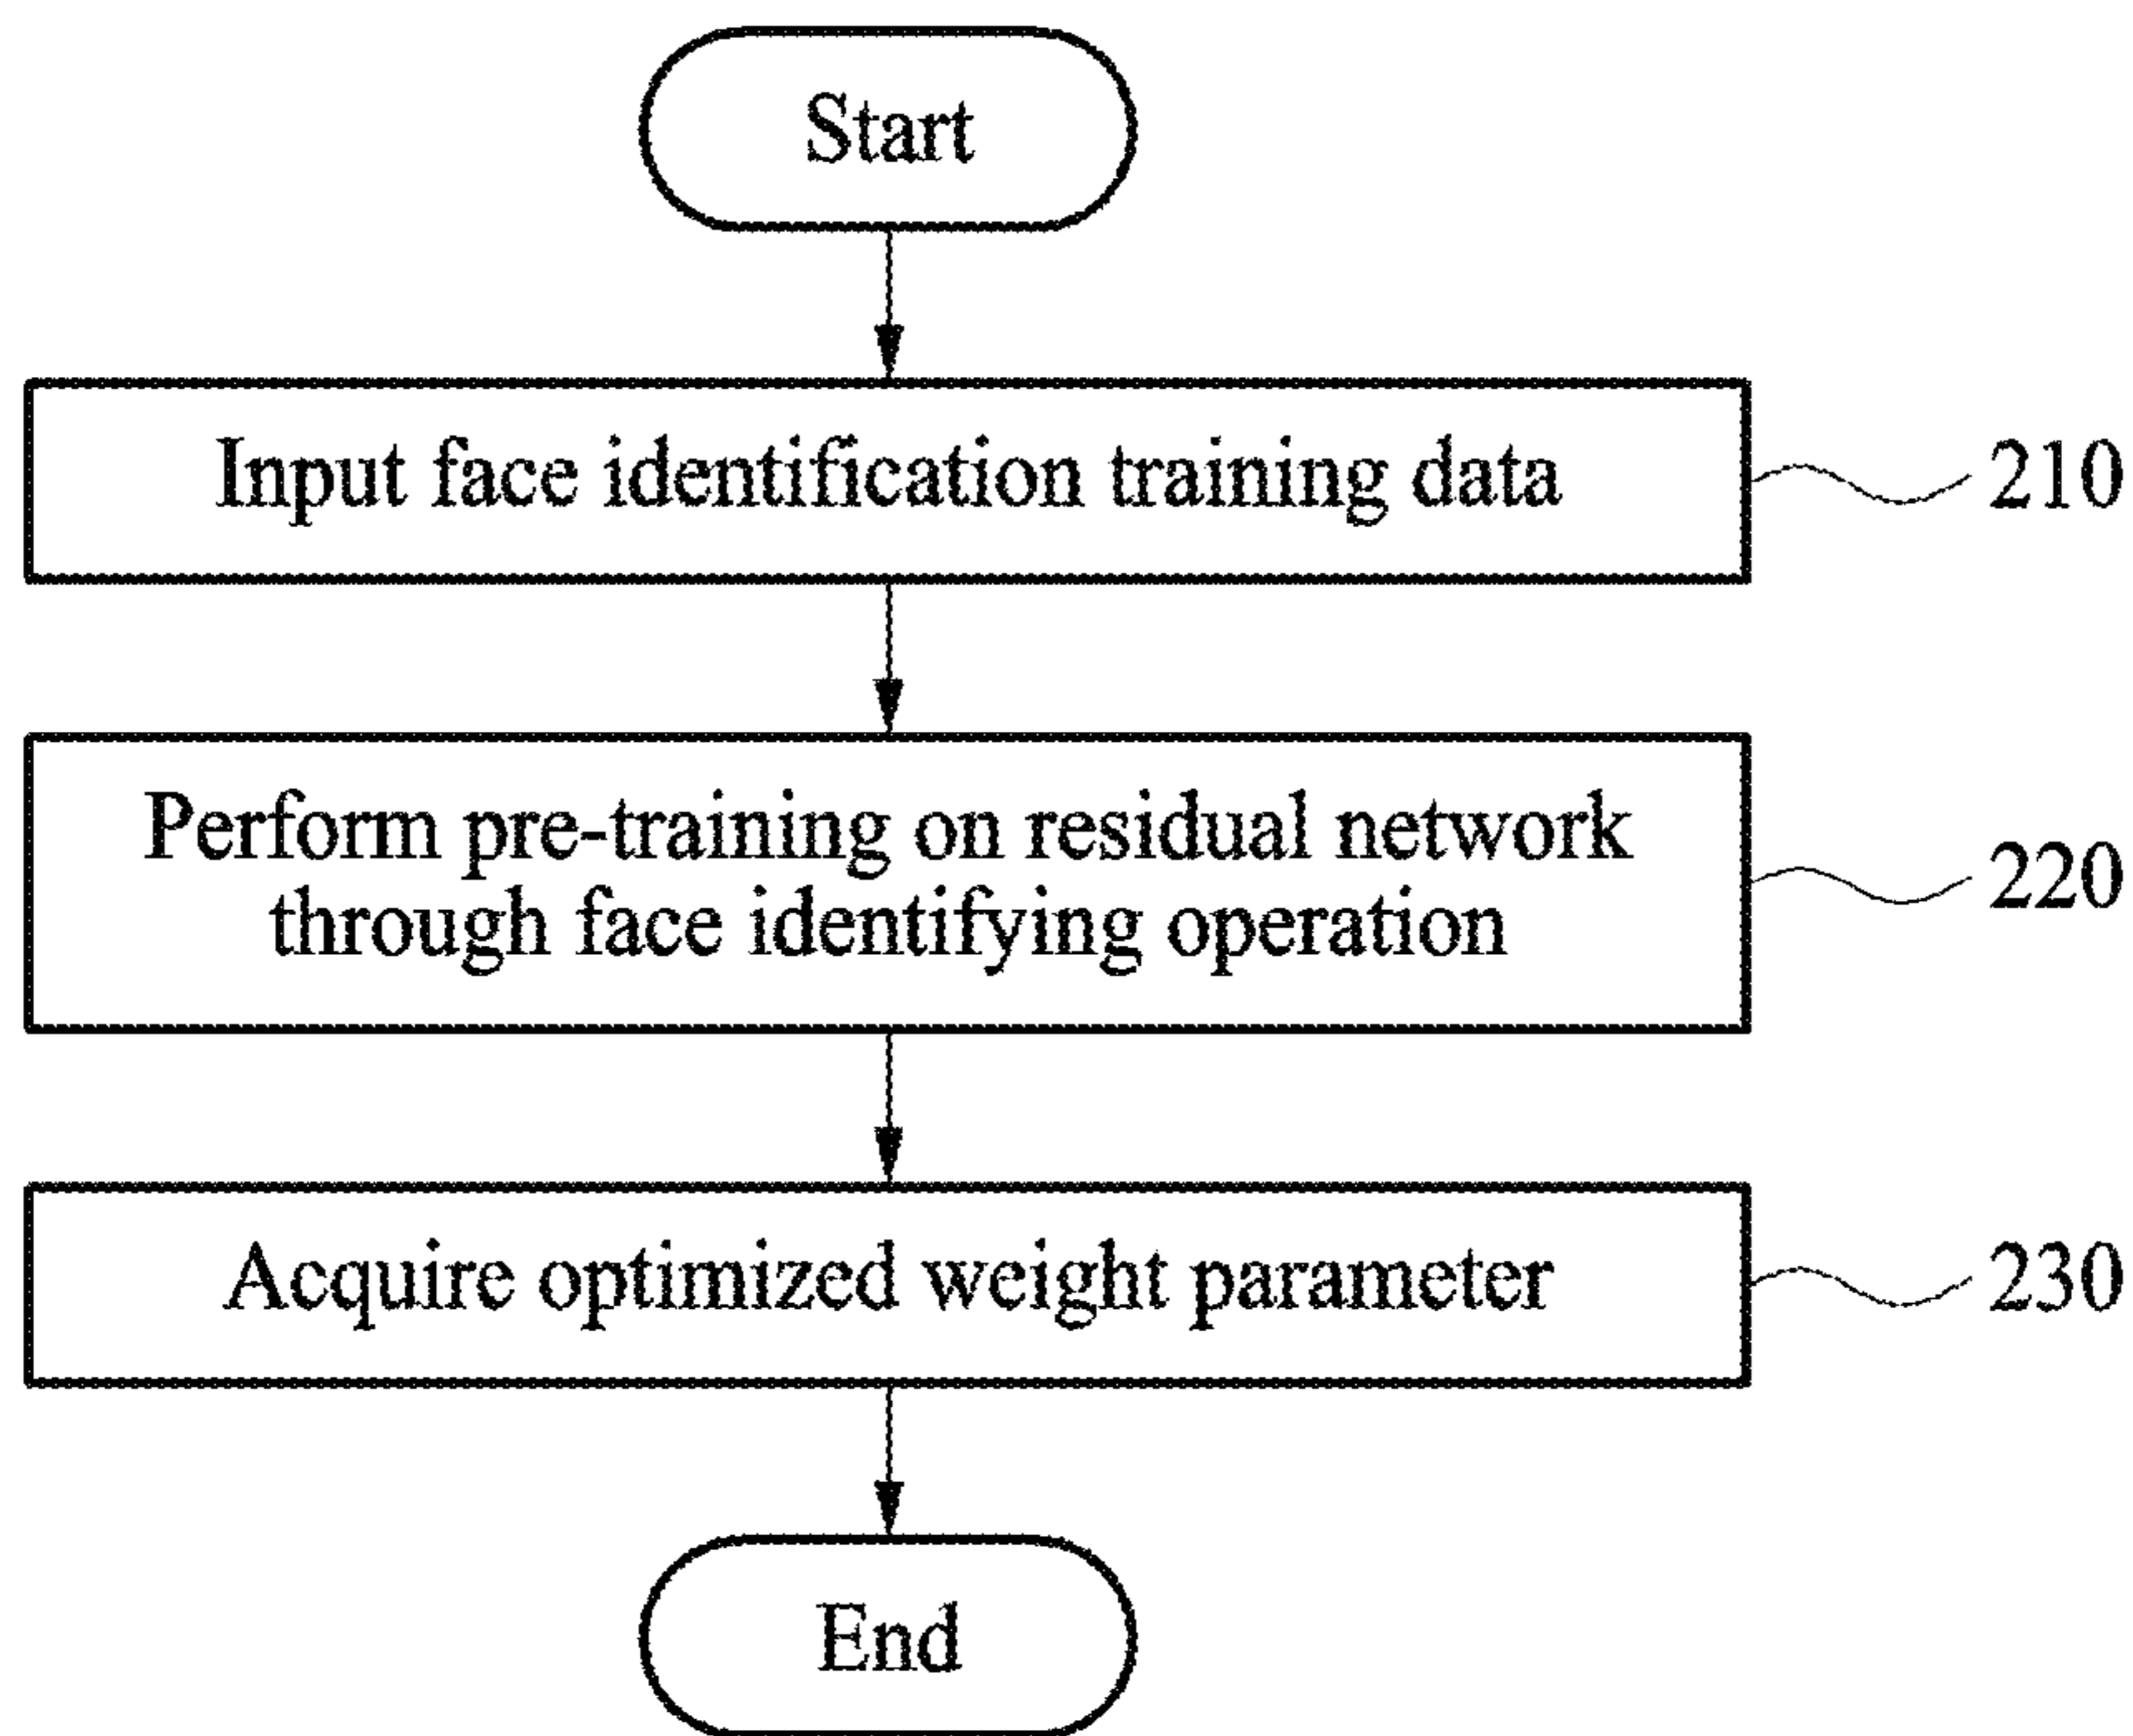 Start
Input face identification training data
210
Perform pre-training on residual network
through face identifying operation
220
Acquire optimized weight parameter
230
End